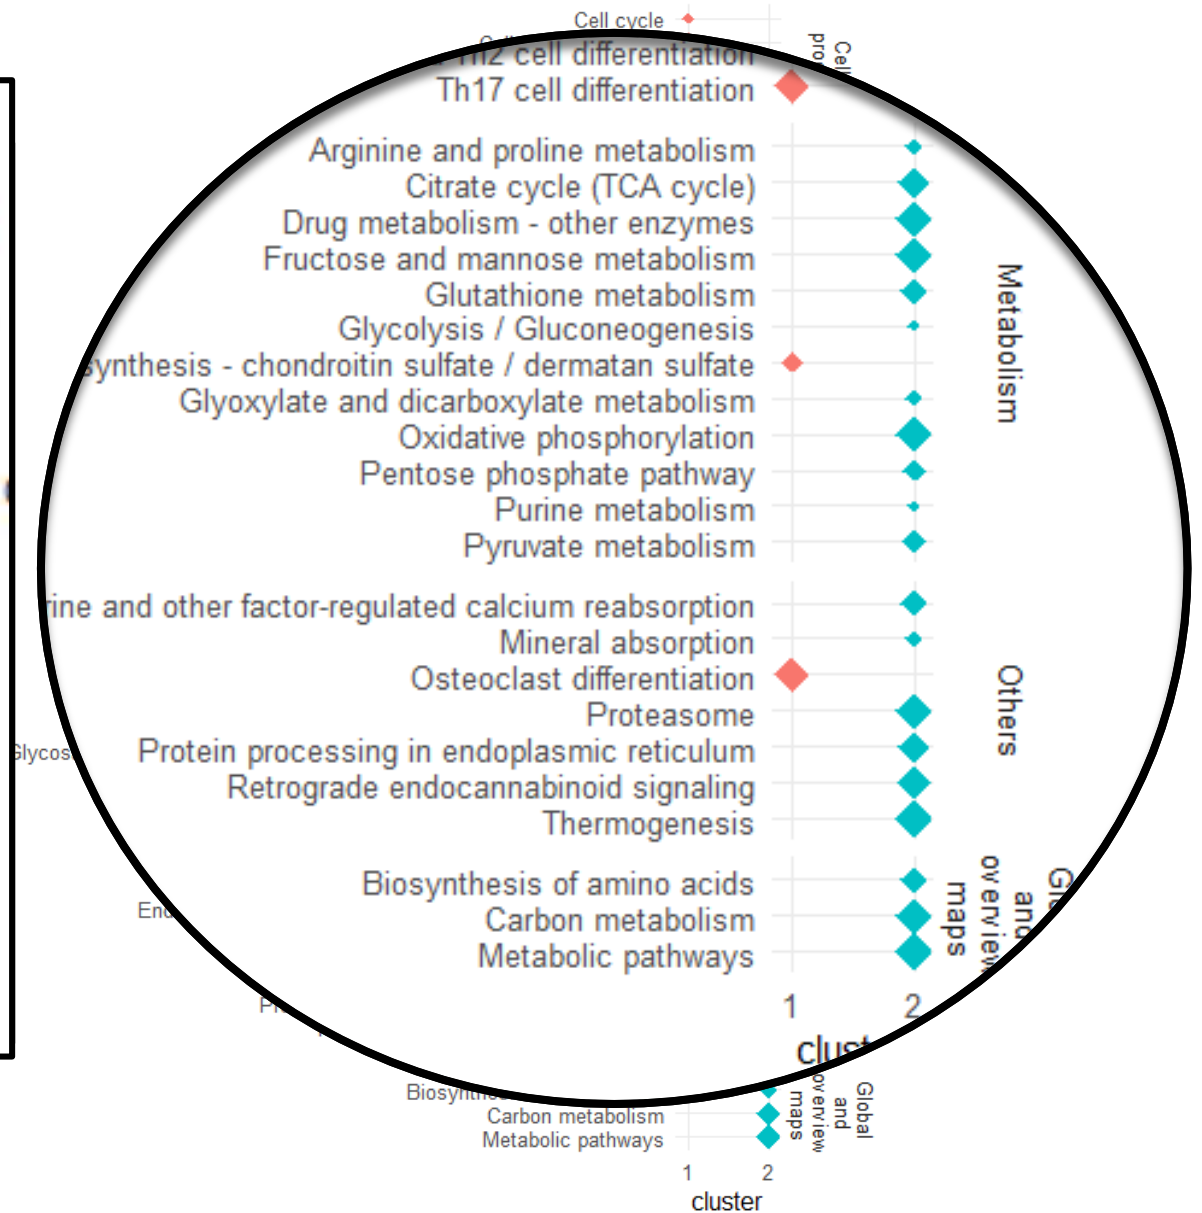 Cell cycle
Th2 cell differentiation
Th17 cell differentiation
Arginine and proline metabolism
Citrate cycle (TCA cycle)
Drug metabolism - other enzymes
Fructose and mannose metabolism
Glutathione metabolism
Glycolysis / Gluconeogenesis
synthesis - chondroitin sulfate / dermatan sulfate
Glyoxylate and dicarboxylate metabolism
Oxidative phosphorylation
Pentose phosphate pathway
Purine metabolism
Pyruvate metabolism
Metabolism
rine and other factor-regulated calcium reabsorption
Mineral absorption
Osteoclast differentiation
Proteasome
Protein processing in endoplasmic reticulum
Retrograde endocannabinoid signaling
Thermogenesis
Others
Biosynthesis of amino acids
Carbon metabolism
Metabolic pathways
and
overview
maps
1 2
Carbon metabolism
Metabolic pathways
Global
and
overview
maps
1 2
cluster